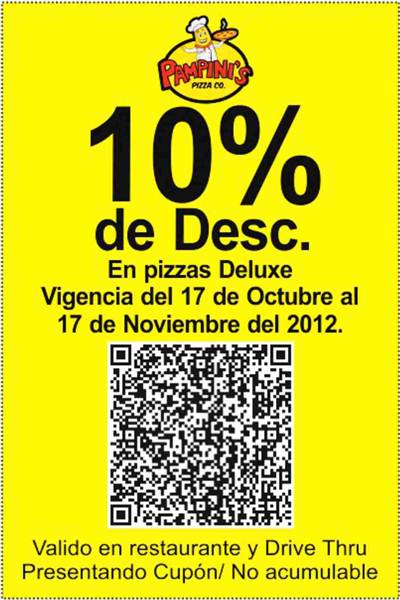 PAMPINI'S
PIZZA CO.
10%
de Desc.
En pizzas Deluxe
Vigencia del 17 de Octubre al
17 de Noviembre del 2012.
Valido en restaurante y Drive Thru
Presentando Cupón/ No acumulable